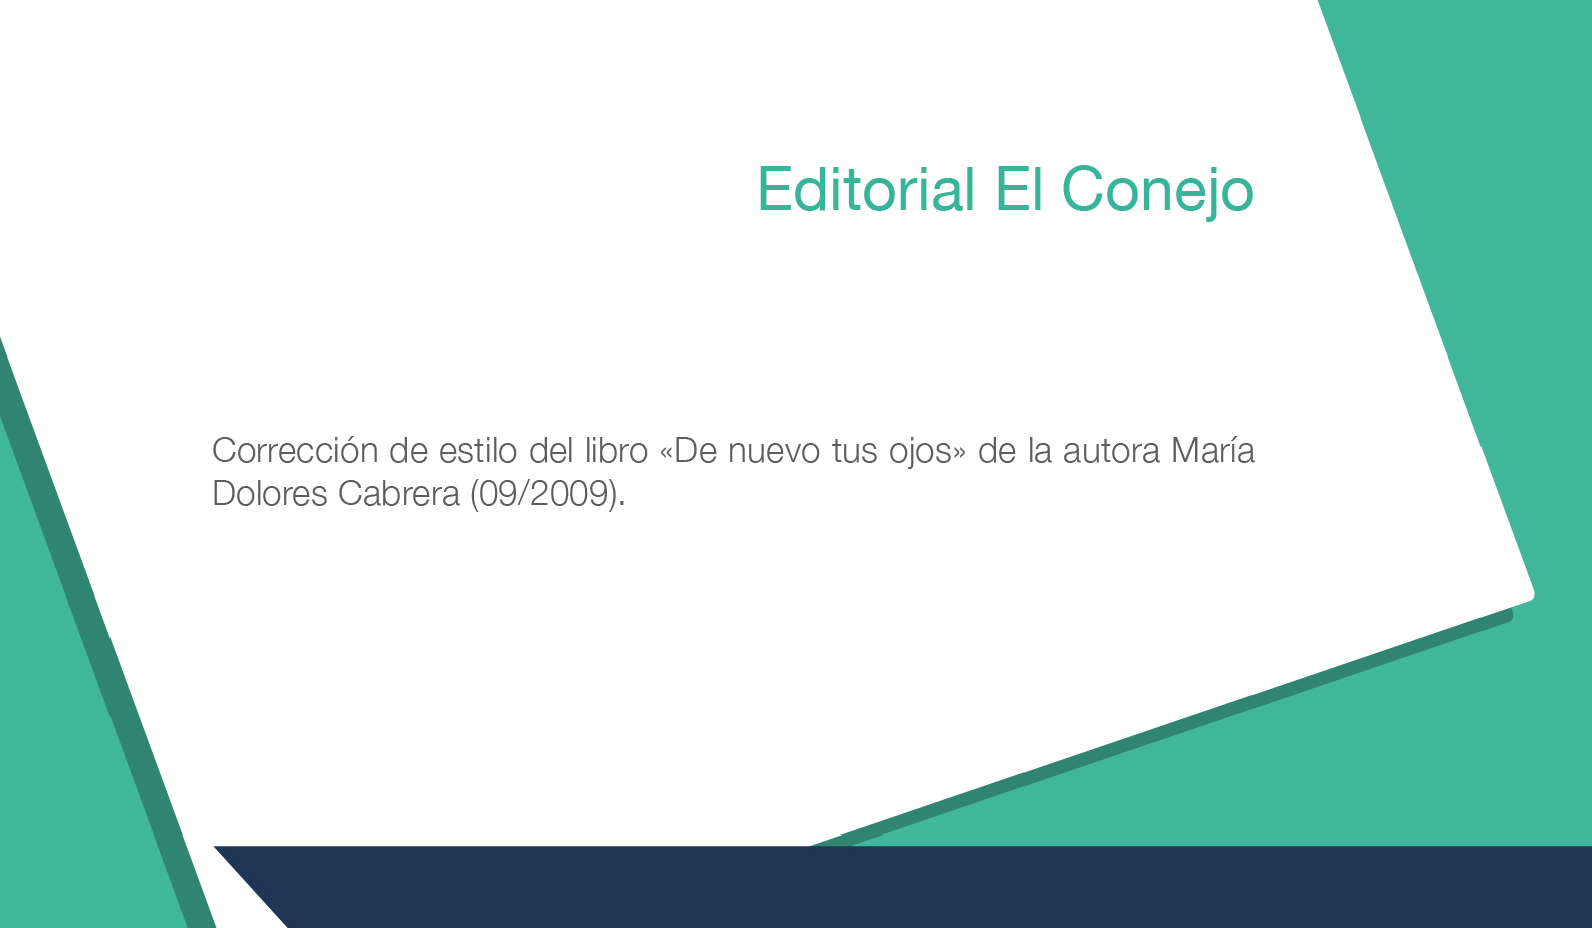 Editorial El Conejo
Corrección de estilo del libro «De nuevo tus ojos» de la autora María
Dolores Cabrera (09/2009).